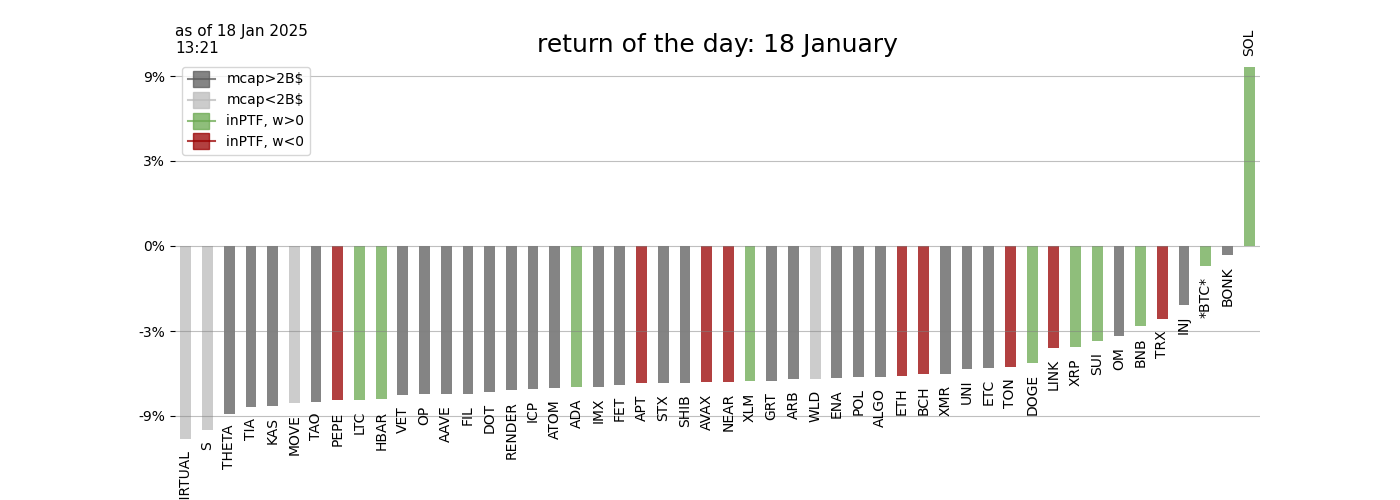 as of 18 Jan 2025
13:21
return of the day: 18 January
SOL
9%
3%
0%
-3%
-9%
mcap>2B$
mcap<2B$
inPTF, w>0
inPTF, w<0
IRTUAL
S
THETA
TIA
KAS
MOVE
TAO
PEPE
LTC
HBAR
VET
OP
AAVE
FIL
DOT
RENDER
ICP
ATOM
ADA
IMX
FET
APT
STX
SHIB
AVAX
NEAR
XLM
GRT
ARB
WLD
ENA
POL
ALGO
ETH
BCH
XMR
UNI
ETC
TON
DOGE
LINK
XRP
SUI
OM
BNB
TRX
INJ
*BTC*
BONK